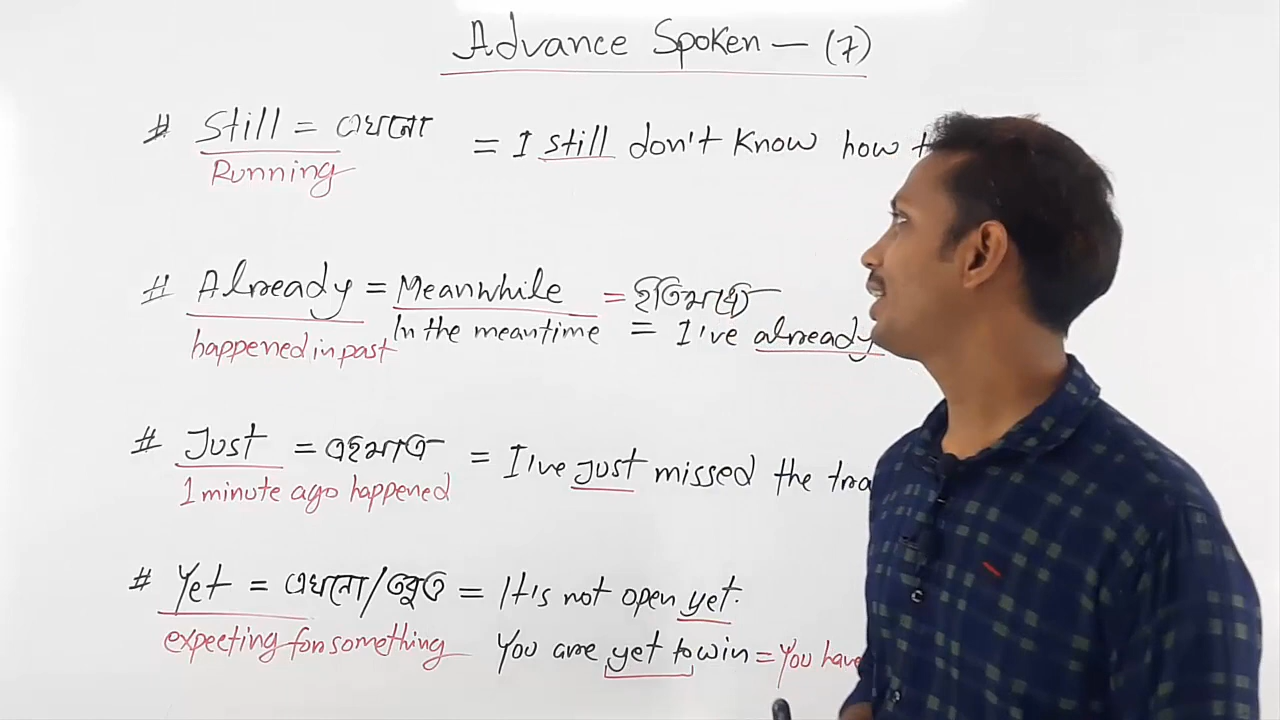 Advance Spoken – (7)
# Still = এখনো = I still don't know how
Running
# Already = Meanwhile = ইতিমধ্যে
happened in past In the meantime = I've already
# Just = এইমাত্র = I've just missed the
1 minute ago happened
# Yet = এখনো/তবুও = It's not open yet.
expecting for something You are yet to win = You have